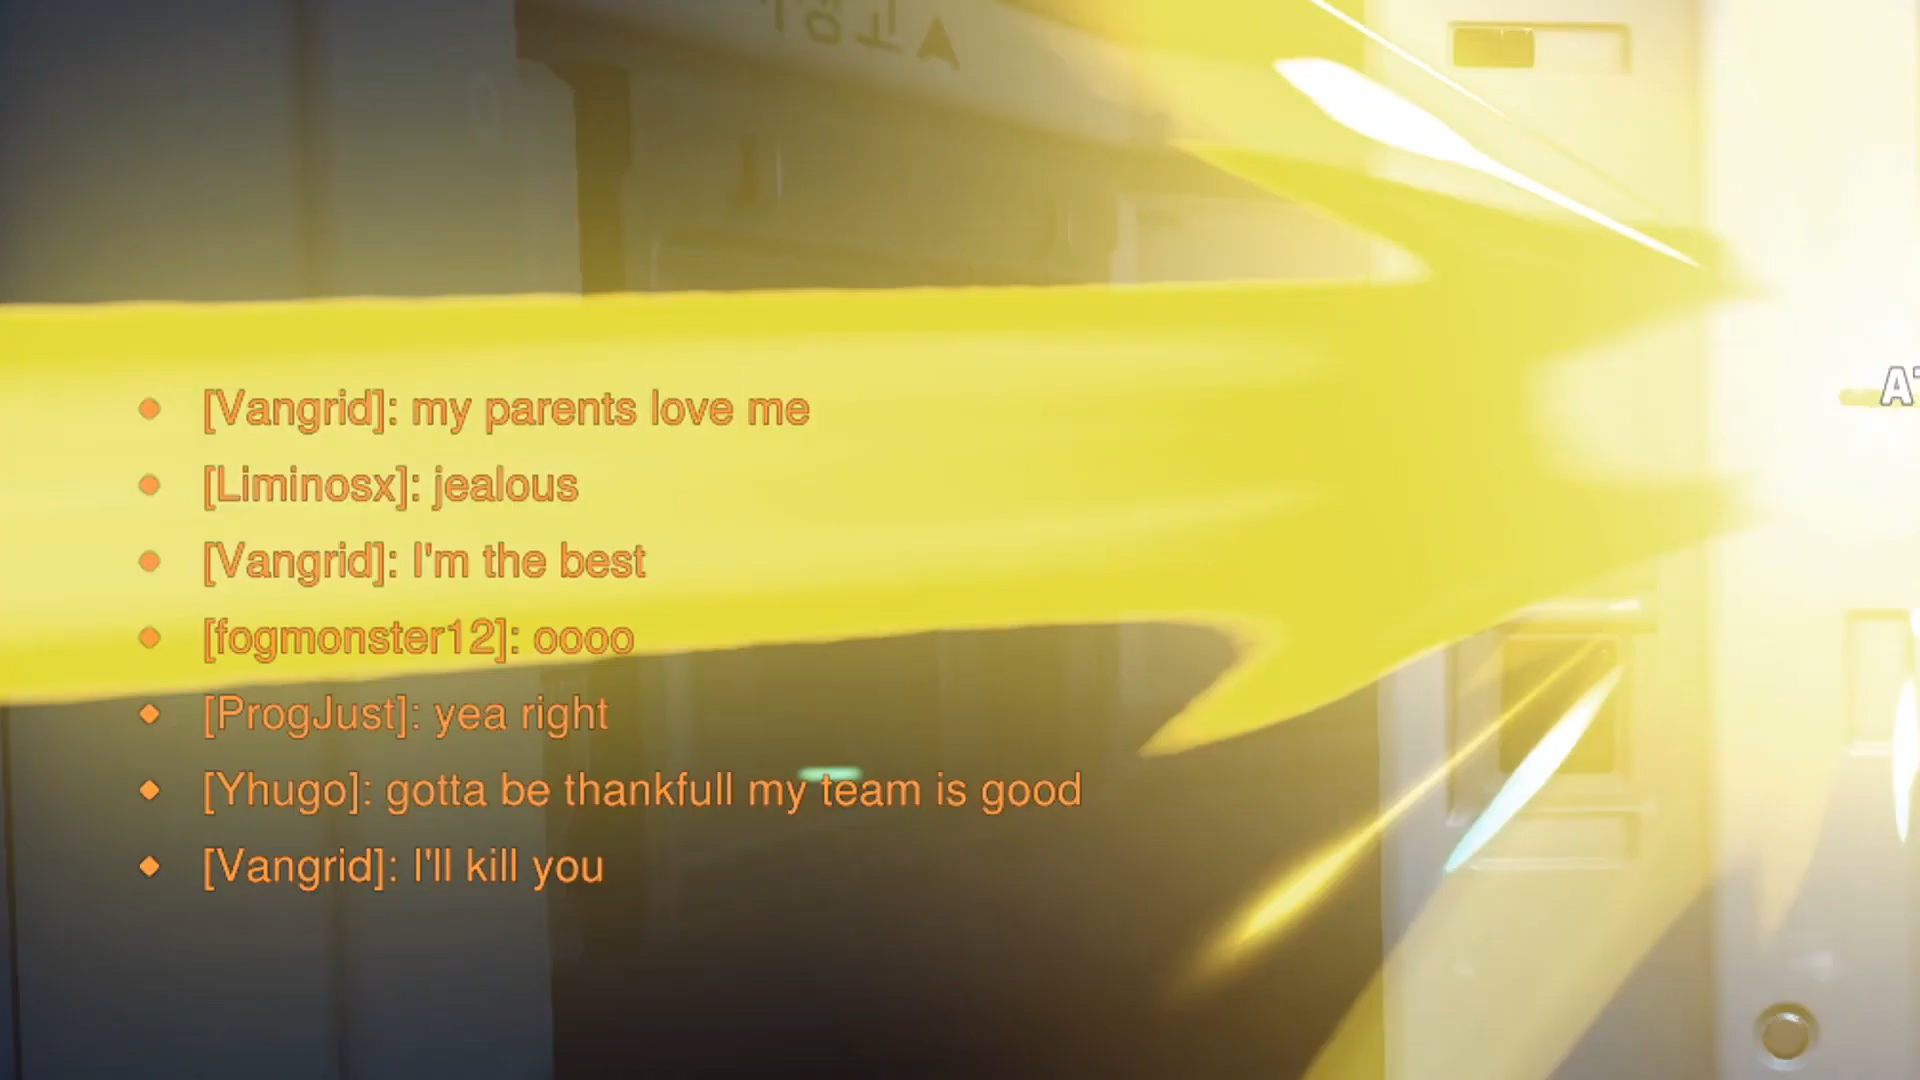 [Vangrid]: my parents love me
[Liminosx]: jealous
[Vangrid]: I'm the best
[fogmonster12]: oooo
[ProgJust]: yea right
[Yhugo]: gotta be thankfull my team is good
[Vangrid]: I'll kill you